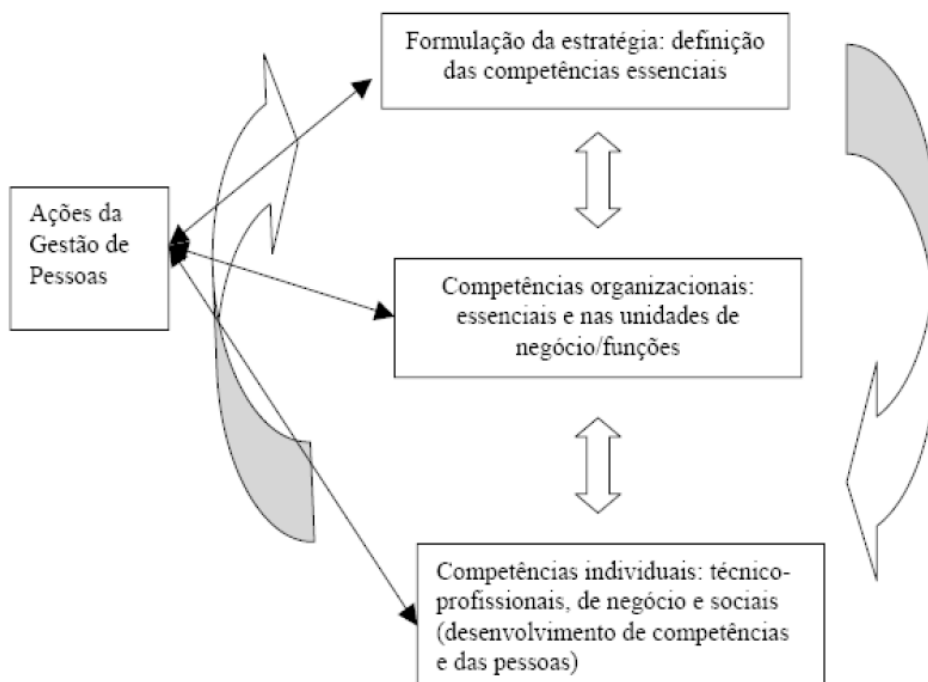 Formulação da estratégia: definição
das competências essenciais
Ações da
Gestão de
Pessoas
Competências organizacionais:
essenciais e nas unidades de
negócio/funções
Competências individuais: técnico-
profissionais, de negócio e sociais
(desenvolvimento de competências
e das pessoas)